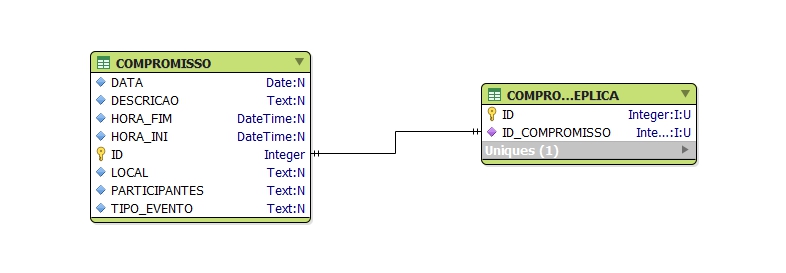 COMPROMISSO
DATA Date:N
DESCRICAO Text:N
HORA_FIM DateTime:N
HORA_INI DateTime:N
ID Integer
LOCAL Text:N
PARTICIPANTES Text:N
TIPO_EVENTO Text:N
COMPRO...EPLICA
ID Integer:I:U
ID_COMPROMISSO Inte...:I:U
Uniques (1)